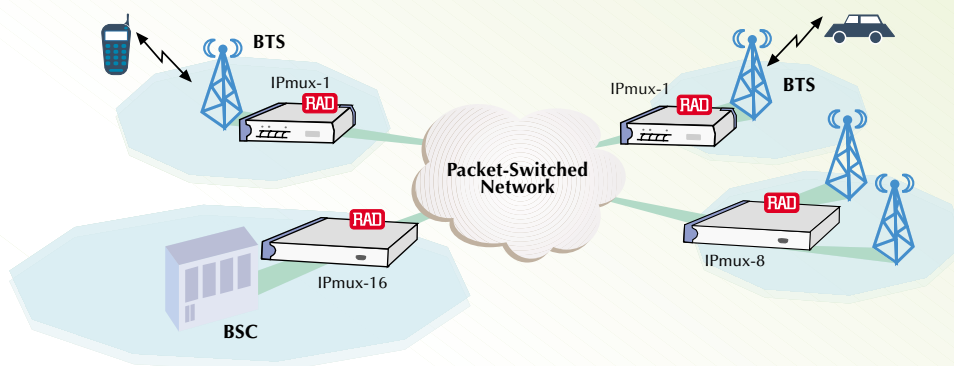 BTS
IPmux-1
RAD
IPmux-1
RAD
BTS
Packet-Switched
Network
RAD
IPmux-8
RAD
IPmux-16
BSC